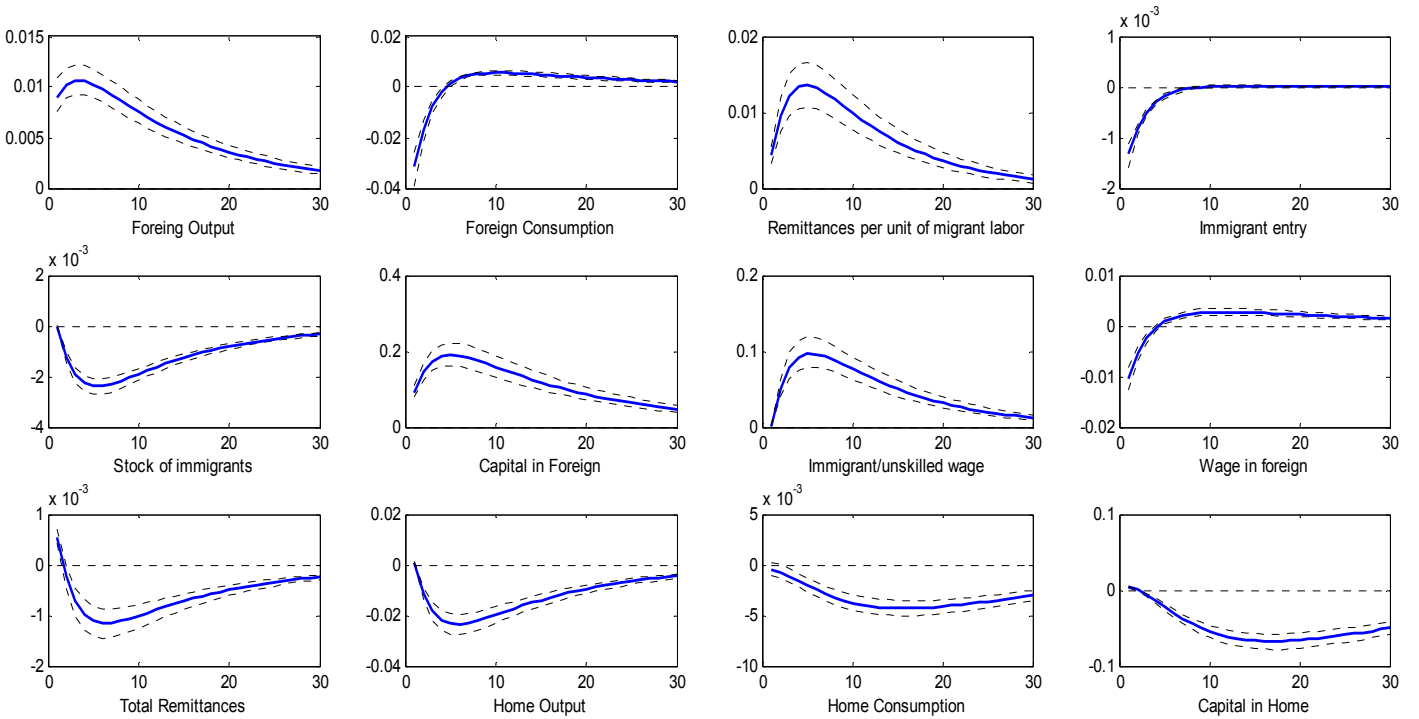 0.015
0.01
0.005
0
0 10 20 30
Foreing Output
0.02
0
-0.02
-0.04
0 10 20 30
Foreign Consumption
0.02
0.01
0
0 10 20 30
Remittances per unit of migrant labor
x 10-3
1
0
-1
-2
0 10 20 30
Immigrant entry
x 10-3
2
0
-2
-4
0 10 20 30
Stock of immigrants
0.4
0.2
0
0 10 20 30
Capital in Foreign
0.2
0.1
0
0 10 20 30
Immigrant/unskilled wage
0.01
0
-0.01
-0.02
0 10 20 30
Wage in foreign
x 10-3
1
0
-1
-2
0 10 20 30
Total Remittances
0.02
0
-0.02
-0.04
0 10 20 30
Home Output
x 10-3
5
0
-5
-10
0 10 20 30
Home Consumption
0.1
0
-0.1
0 10 20 30
Capital in Home